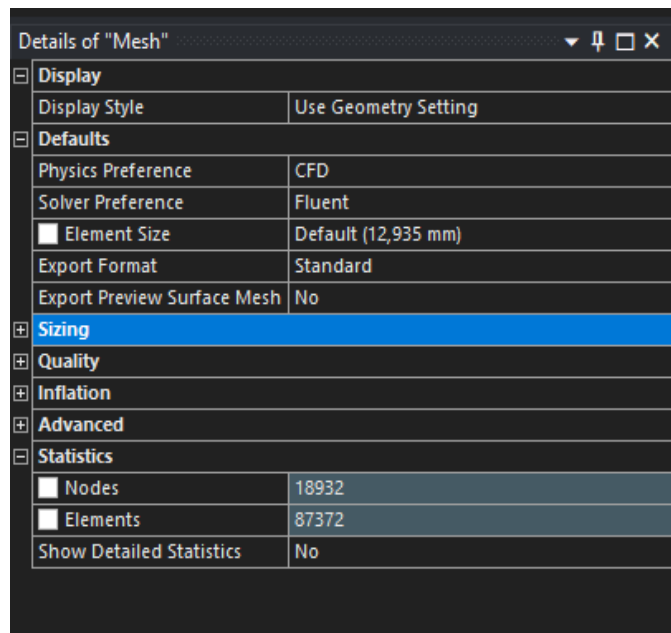 Details of "Mesh"
Display
Display Style Use Geometry Setting
Defaults
Physics Preference CFD
Solver Preference Fluent
Element Size Default (12,935 mm)
Export Format Standard
Export Preview Surface Mesh No
Sizing
Quality
Inflation
Advanced
Statistics
Nodes 18932
Elements 87372
Show Detailed Statistics No